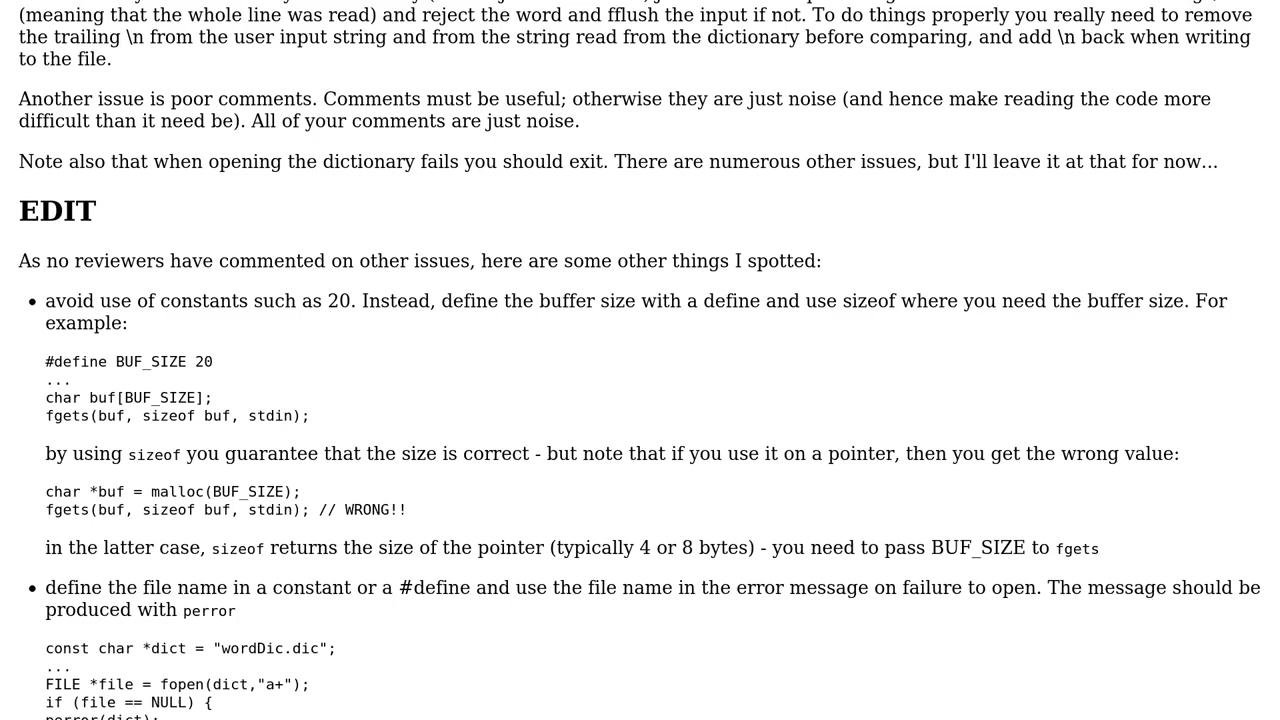 (meaning that the whole line was read) and reject the word and fflush the input if not. To do things properly you really need to remove
the trailing \n from the user input string and from the string read from the dictionary before comparing, and add \n back when writing
to the file.
Another issue is poor comments. Comments must be useful; otherwise they are just noise (and hence make reading the code more
difficult than it need be). All of your comments are just noise.
Note also that when opening the dictionary fails you should exit. There are numerous other issues, but I'll leave it at that for now...
EDIT
As no reviewers have commented on other issues, here are some other things I spotted:
• avoid use of constants such as 20. Instead, define the buffer size with a define and use sizeof where you need the buffer size. For
example:
#define BUF_SIZE 20
...
char buf[BUF_SIZE];
fgets(buf, sizeof buf, stdin);
by using sizeof you guarantee that the size is correct - but note that if you use it on a pointer, then you get the wrong value:
char *buf = malloc(BUF_SIZE);
fgets(buf, sizeof buf, stdin); // WRONG!!
in the latter case, sizeof returns the size of the pointer (typically 4 or 8 bytes) - you need to pass BUF_SIZE to fgets
• define the file name in a constant or a #define and use the file name in the error message on failure to open. The message should be
produced with perror
const char *dict = "wordDic.dic";
...
FILE *file = fopen(dict,"a+");
if (file == NULL) {
perror(dict);